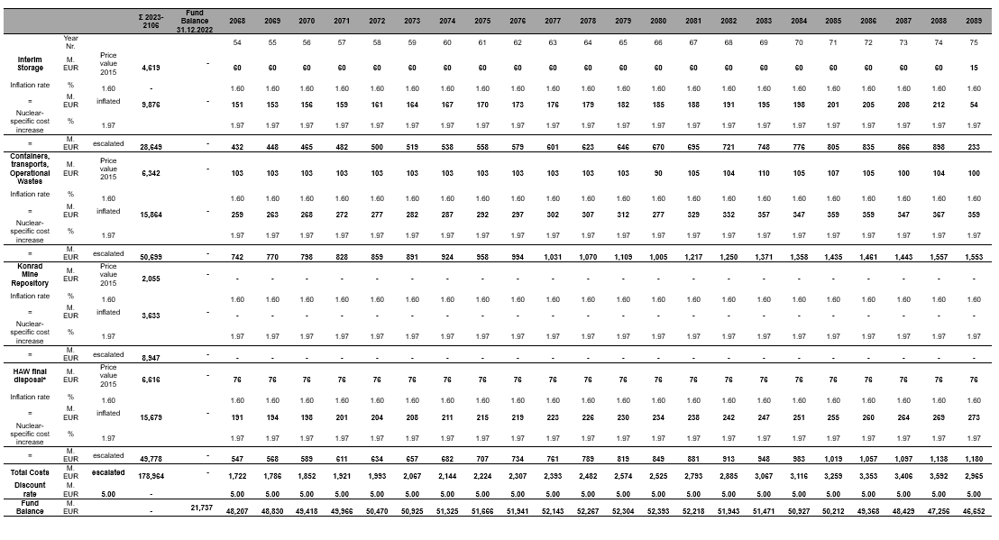 Σ 2023-2106 Fund Balance 31.12.2022 2068 2069 2070 2071 2072 2073 2074 2075 2076 2077 2078 2079 2080 2081 2082 2083 2084 2085 2086 2087 2088 2089
Year Nr. 54 55 56 57 58 59 60 61 62 63 64 65 66 67 68 69 70 71 72 73 74 75
Interim Storage M. EUR Price value 2015 4,619 - 60 60 60 60 60 60 60 60 60 60 60 60 60 60 60 60 60 60 60 60 60 15
Inflation rate % 1.60 - 1.60 1.60 1.60 1.60 1.60 1.60 1.60 1.60 1.60 1.60 1.60 1.60 1.60 1.60 1.60 1.60 1.60 1.60 1.60 1.60 1.60 1.60
= M. EUR inflated 9,876 - 151 153 156 159 161 164 167 170 173 176 179 182 185 188 191 195 198 201 205 208 212 54
Nuclear-specific cost increase % 1.97 1.97 1.97 1.97 1.97 1.97 1.97 1.97 1.97 1.97 1.97 1.97 1.97 1.97 1.97 1.97 1.97 1.97 1.97 1.97 1.97 1.97 1.97
= M. EUR escalated 28,649 - 432 448 465 482 500 519 538 558 579 601 623 646 670 695 721 748 776 805 835 866 898 233
Containers, transports, Operational Wastes M. EUR Price value 2015 6,342 - 103 103 103 103 103 103 103 103 103 103 103 103 90 105 104 110 105 107 105 100 104 100
Inflation rate % 1.60 1.60 1.60 1.60 1.60 1.60 1.60 1.60 1.60 1.60 1.60 1.60 1.60 1.60 1.60 1.60 1.60 1.60 1.60 1.60 1.60 1.60 1.60
= M. EUR inflated 15,864 - 259 263 268 272 277 282 287 292 297 302 307 312 277 329 332 357 347 359 359 347 367 359
Nuclear-specific cost increase % 1.97 1.97 1.97 1.97 1.97 1.97 1.97 1.97 1.97 1.97 1.97 1.97 1.97 1.97 1.97 1.97 1.97 1.97 1.97 1.97 1.97 1.97 1.97
= M. EUR escalated 50,699 - 742 770 798 828 859 891 924 958 994 1,031 1,070 1,109 1,005 1,217 1,250 1,371 1,358 1,435 1,461 1,443 1,557 1,553
Konrad Mine Repository M. EUR Price value 2015 2,055 - - - - - - - - - - - - - - - - - - - - - - -
Inflation rate % 1.60 1.60 1.60 1.60 1.60 1.60 1.60 1.60 1.60 1.60 1.60 1.60 1.60 1.60 1.60 1.60 1.60 1.60 1.60 1.60 1.60 1.60 1.60
= M. EUR inflated 3,633 - - - - - - - - - - - - - - - - - - - - - - -
Nuclear-specific cost increase % 1.97 1.97 1.97 1.97 1.97 1.97 1.97 1.97 1.97 1.97 1.97 1.97 1.97 1.97 1.97 1.97 1.97 1.97 1.97 1.97 1.97 1.97 1.97
= M. EUR escalated 8,947 - - - - - - - - - - - - - - - - - - - - - - -
HAW final disposal* M. EUR Price value 2015 6,616 - 76 76 76 76 76 76 76 76 76 76 76 76 76 76 76 76 76 76 76 76 76 76
Inflation rate % 1.60 1.60 1.60 1.60 1.60 1.60 1.60 1.60 1.60 1.60 1.60 1.60 1.60 1.60 1.60 1.60 1.60 1.60 1.60 1.60 1.60 1.60 1.60
= M. EUR inflated 15,679 - 191 194 198 201 204 208 211 215 219 223 226 230 234 238 242 247 251 255 260 264 269 273
Nuclear-specific cost increase % 1.97 1.97 1.97 1.97 1.97 1.97 1.97 1.97 1.97 1.97 1.97 1.97 1.97 1.97 1.97 1.97 1.97 1.97 1.97 1.97 1.97 1.97 1.97
= M. EUR escalated 49,778 - 547 568 589 611 634 657 682 707 734 761 789 819 849 881 913 948 983 1,019 1,057 1,097 1,138 1,180
Total Costs M. EUR escalated 178,964 - 1,722 1,786 1,852 1,921 1,993 2,067 2,144 2,224 2,307 2,393 2,482 2,574 2,525 2,793 2,885 3,067 3,116 3,259 3,353 3,406 3,592 2,965
Discount rate M. EUR 5.00 - 5.00 5.00 5.00 5.00 5.00 5.00 5.00 5.00 5.00 5.00 5.00 5.00 5.00 5.00 5.00 5.00 5.00 5.00 5.00 5.00 5.00 5.00
Fund Balance M. EUR - 21,737 48,207 48,830 49,418 49,966 50,470 50,925 51,325 51,666 51,941 52,143 52,267 52,304 52,393 52,218 51,943 51,471 50,927 50,212 49,368 48,429 47,256 46,652